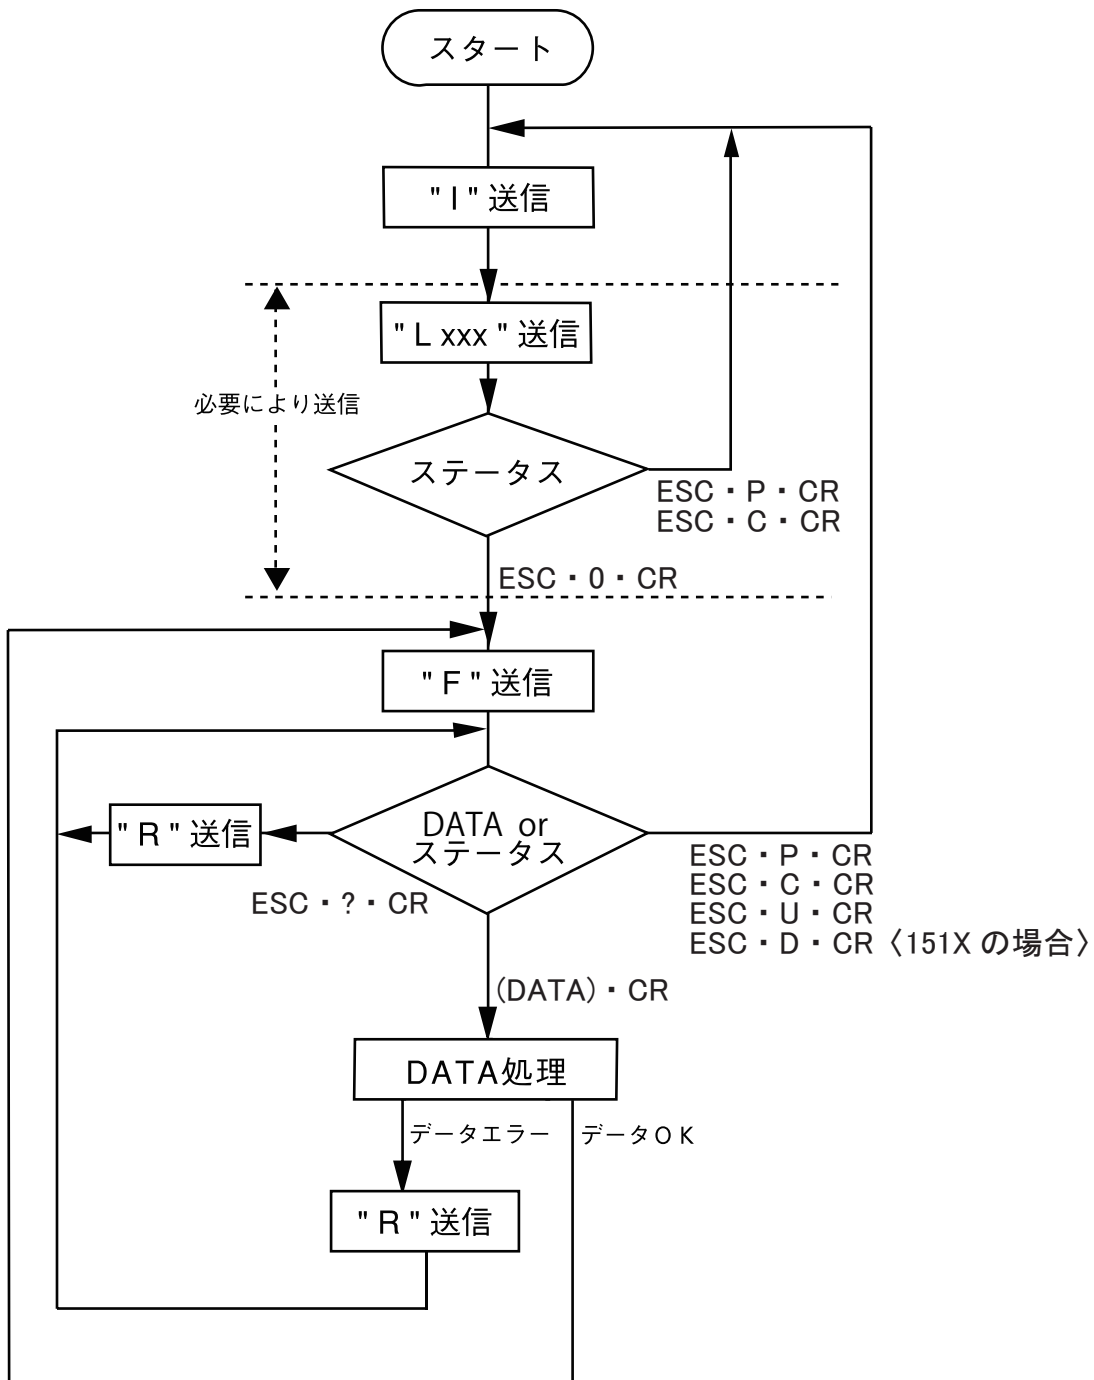 スタート
"I" 送信
"L xxx " 送信
必要により送信
ステータス
ESC・P・CR
ESC・C・CR
ESC・0・CR
"F" 送信
DATA or
ステータス
"R" 送信
ESC・?・CR
ESC・P・CR
ESC・C・CR
ESC・U・CR
ESC・D・CR〈151X の場合〉
(DATA)・CR
DATA処理
データエラー
データOK
"R" 送信